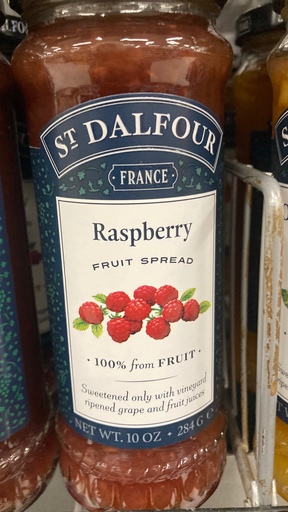 ST DALFOUR
· FRANCE ·
Raspberry
FRUIT SPREAD
· 100% from FRUIT ·
Sweetened only with vineyard
ripened grape and fruit juices
NET WT. 10 OZ · 284 G